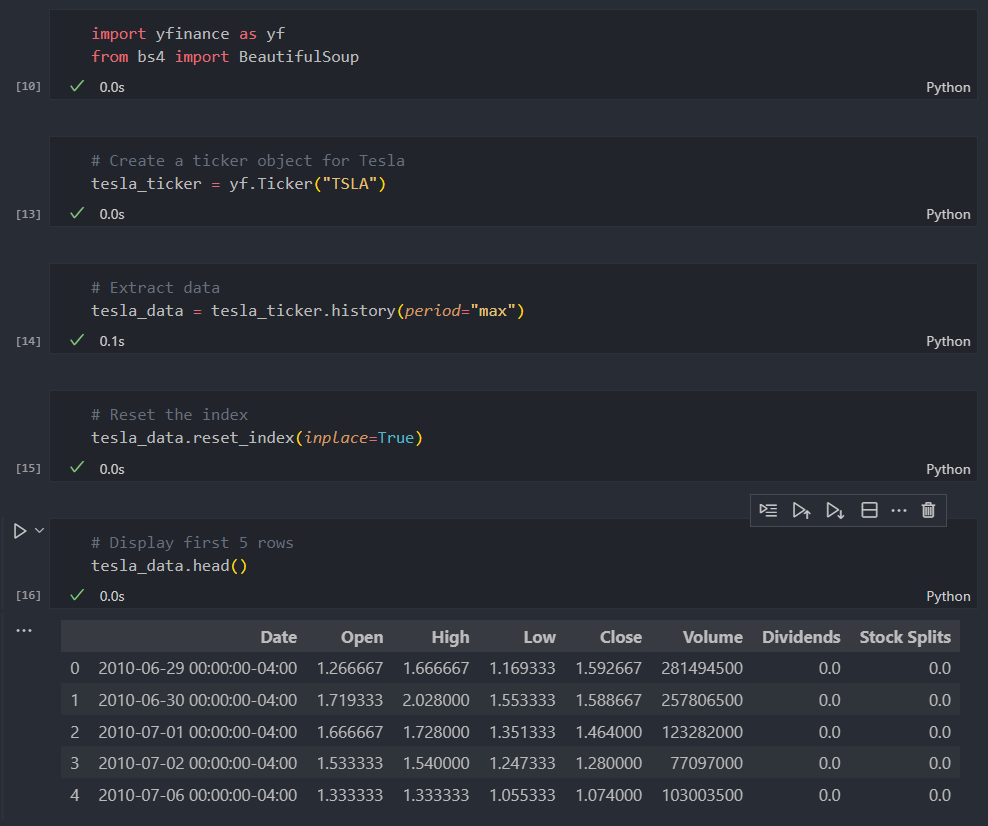 import yfinance as yf
from bs4 import BeautifulSoup
[10] 0.0s Python
# Create a ticker object for Tesla
tesla_ticker = yf.Ticker("TSLA")
[13] 0.0s Python
# Extract data
tesla_data = tesla_ticker.history(period="max")
[14] 0.1s Python
# Reset the index
tesla_data.reset_index(inplace=True)
[15] 0.0s Python
# Display first 5 rows
tesla_data.head()
[16] 0.0s Python
Date Open High Low Close Volume Dividends Stock Splits
0 2010-06-29 00:00:00-04:00 1.266667 1.666667 1.169333 1.592667 281494500 0.0 0.0
1 2010-06-30 00:00:00-04:00 1.719333 2.028000 1.553333 1.588667 257806500 0.0 0.0
2 2010-07-01 00:00:00-04:00 1.666667 1.728000 1.351333 1.464000 123282000 0.0 0.0
3 2010-07-02 00:00:00-04:00 1.533333 1.540000 1.247333 1.280000 77097000 0.0 0.0
4 2010-07-06 00:00:00-04:00 1.333333 1.333333 1.055333 1.074000 103003500 0.0 0.0